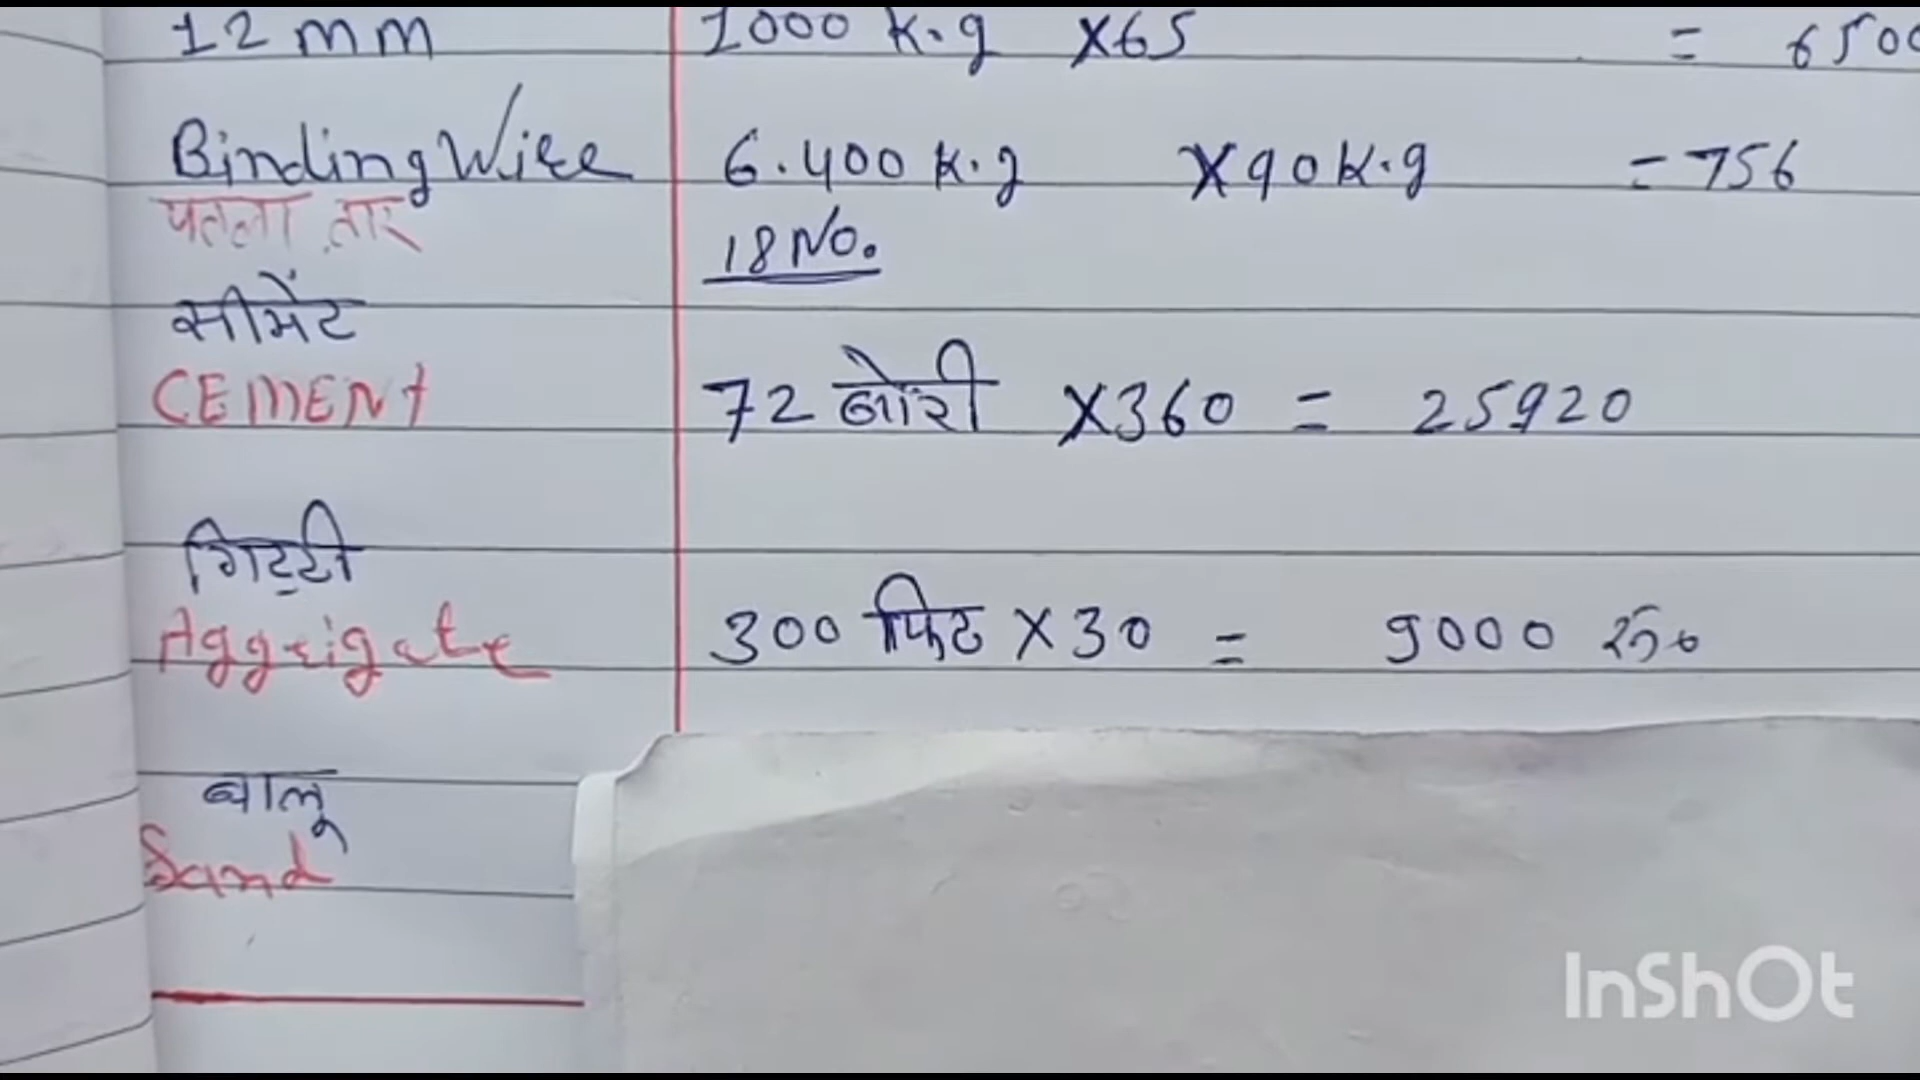 12 mm 1000 K.g X65 = 6500
Binding Wire 6.400 K.g X90 K.g = 756
पतला तार 18 No.
सीमेंट
CEMENt 72 बोरी X360 = 25920
गिट्टी
Aggrigate 300 फिट X 30 = 9000
बालू
Sand
InShOt